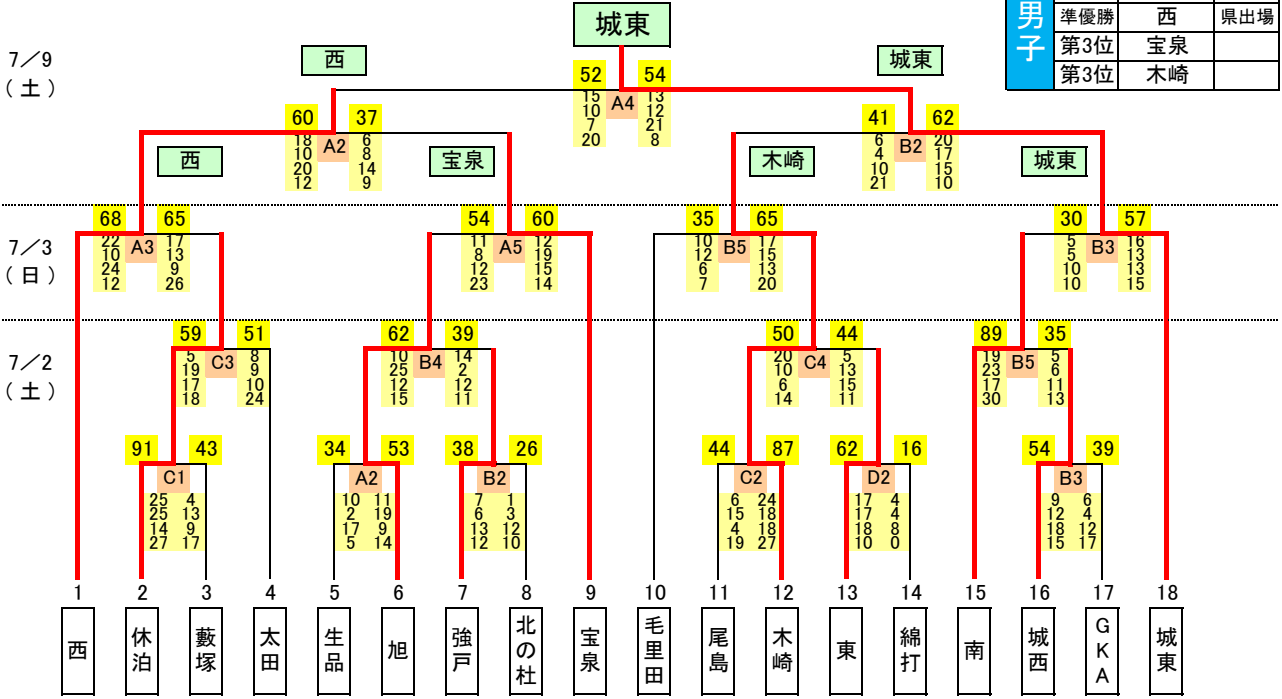 城東
男子
準優勝 西 県出場
第3位 宝泉
第3位 木崎
7/9
(土)
西 城東
52 54
A4
15 13
10 12
7 21
20 8
60 37
A2
18 6
10 8
20 14
12 9
41 62
B2
6 20
4 17
10 15
21 10
西 宝泉 木崎 城東
7/3
(日)
68 65
A3
22 17
10 13
24 9
12 26
54 60
A5
11 12
8 19
12 15
23 14
35 65
B5
10 17
12 15
6 13
7 20
30 57
B3
5 16
5 13
10 13
10 15
7/2
(土)
59 51
C3
5 8
19 9
17 10
18 24
62 39
B4
10 14
25 2
12 12
15 11
50 44
C4
20 5
10 13
6 15
14 11
89 35
B5
19 5
23 6
17 11
30 13
91 43
C1
25 4
25 13
14 9
27 17
34 53
A2
10 11
2 19
17 9
5 14
38 26
B2
7 1
6 3
13 12
12 10
44 87
C2
6 24
15 18
4 18
19 27
62 16
D2
17 4
17 4
18 8
10 0
54 39
B3
9 6
12 4
18 12
15 17
1 2 3 4 5 6 7 8 9 10 11 12 13 14 15 16 17 18
西
休泊
藪塚
太田
生品
旭
強戸
北の杜
宝泉
毛里田
尾島
木崎
東
綿打
南
城西
GKA
城東